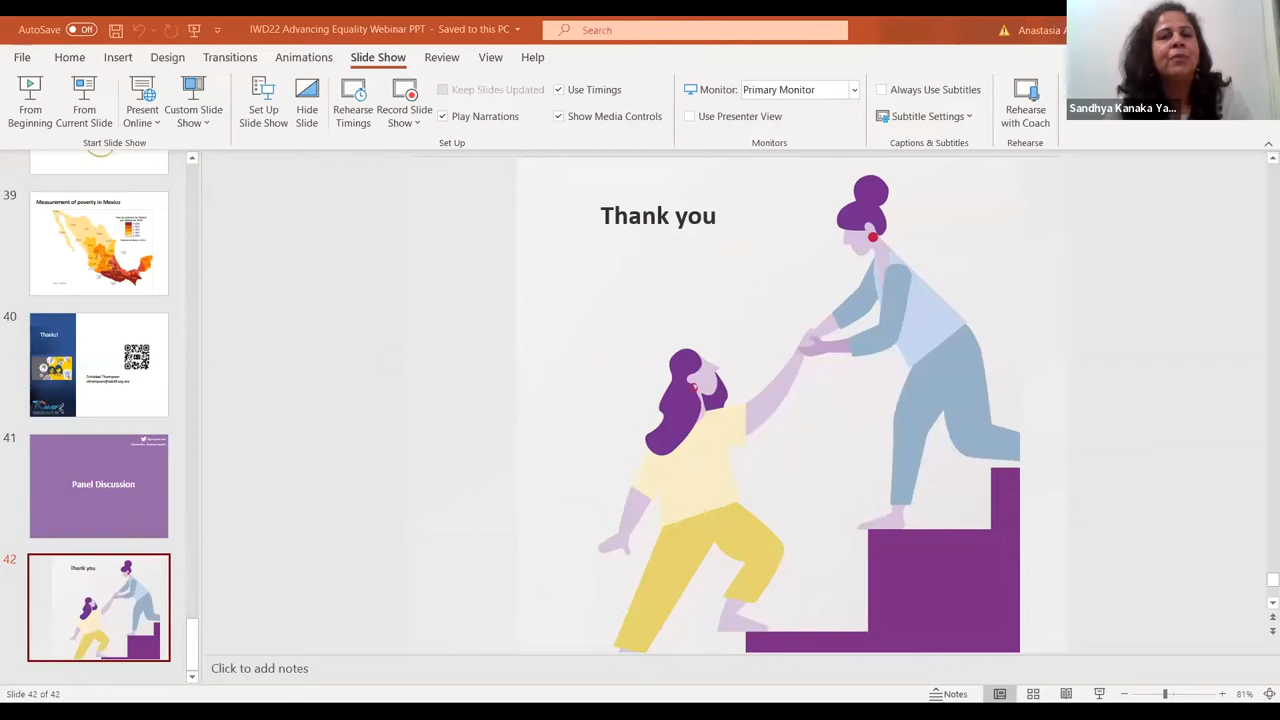 AutoSave Off
IWD22 Advancing Equality Webinar PPT - Saved to this PC
Search
Anastasia A
Sandhya Kanaka Ya...
File Home Insert Design Transitions Animations Slide Show Review View Help
From Beginning
From Current Slide
Present Online
Custom Slide Show
Start Slide Show
Set Up Slide Show
Hide Slide
Rehearse Timings
Record Slide Show
Keep Slides Updated
Play Narrations
Use Timings
Show Media Controls
Set Up
Monitor: Primary Monitor
Use Presenter View
Monitors
Always Use Subtitles
Subtitle Settings
Captions & Subtitles
Rehearse with Coach
Rehearse
39
Measurement of poverty in Mexico
40
Thanks!
41
Panel Discussion
42
Thank you
Thank you
Click to add notes
Slide 42 of 42
Notes
81%